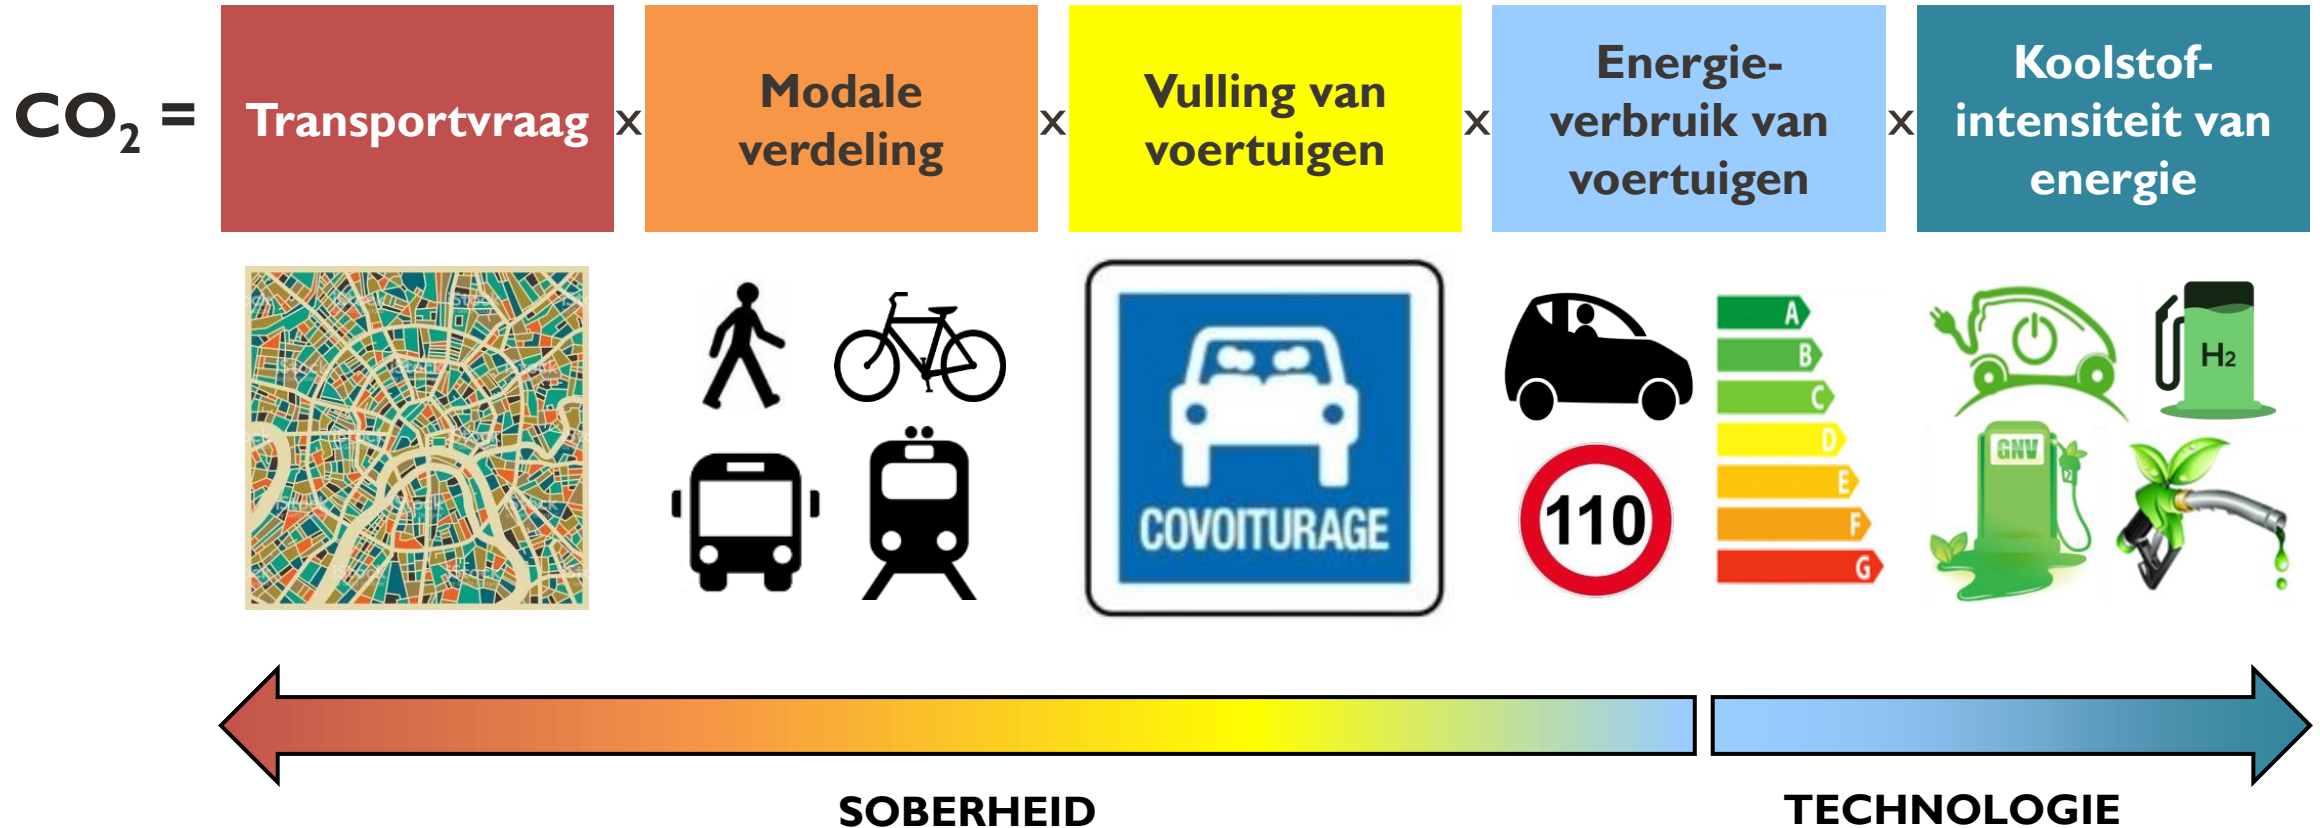 CO₂ =
Transportvraag
x
Modale
verdeling
x
Vulling van
voertuigen
x
Energie-
verbruik van
voertuigen
x
Koolstof-
intensiteit van
energie
COVOITURAGE
110
A
B
C
D
E
F
G
H₂
GNV
SOBERHEID
TECHNOLOGIE